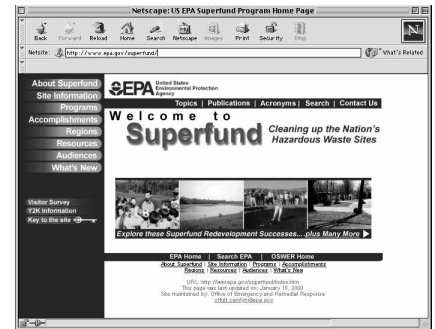 Netscape: US EPA Superfund Program Home Page
Back Forward Reload Home Search Netscape Images Print Security Stop
Netsite: http://www.epa.gov/superfund/ What's Related
About Superfund
Site Information
Programs
Accomplishments
Regions
Resources
Audiences
What's New
Visitor Survey
Y2K Information
Key to the site
EPA United States
Environmental Protection
Agency
Topics | Publications | Acronyms | Search | Contact Us
Welcome to
Superfund
Cleaning up the Nation's
Hazardous Waste Sites
Explore these Superfund Redevelopment Successes....plus Many More
EPA Home | Search EPA | OSWER Home
About Superfund | Site Information | Programs | Accomplishments
Regions | Resources | Audiences | What's New
URL: http://www.epa.gov/superfund/index.htm
This page was last updated on: January 18, 2000
Site maintained by: Office of Emergency and Remedial Response